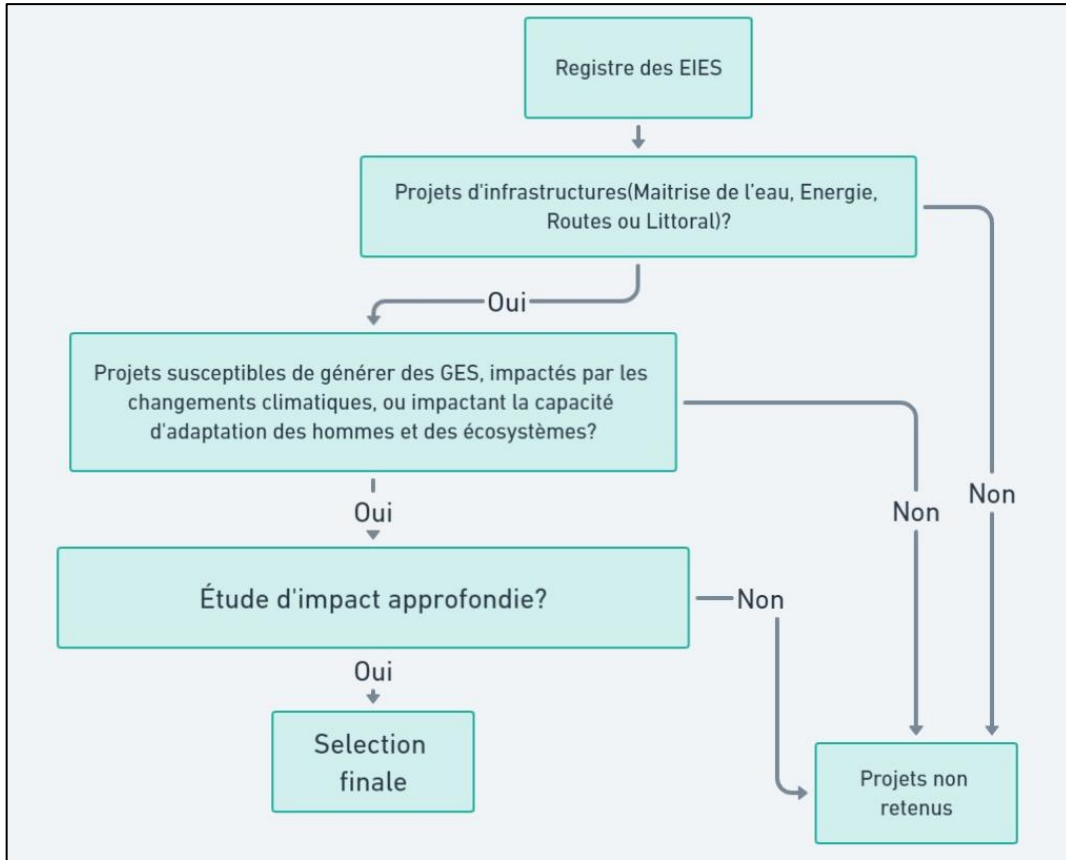 Registre des EIES
Projets d'infrastructures(Maitrise de l'eau, Energie,
Routes ou Littoral)?
Oui
Projets susceptibles de générer des GES, impactés par les
changements climatiques, ou impactant la capacité
d'adaptation des hommes et des écosystèmes?
Non
Non
Oui
Étude d'impact approfondie?
Non
Oui
Selection
finale
Projets non
retenus